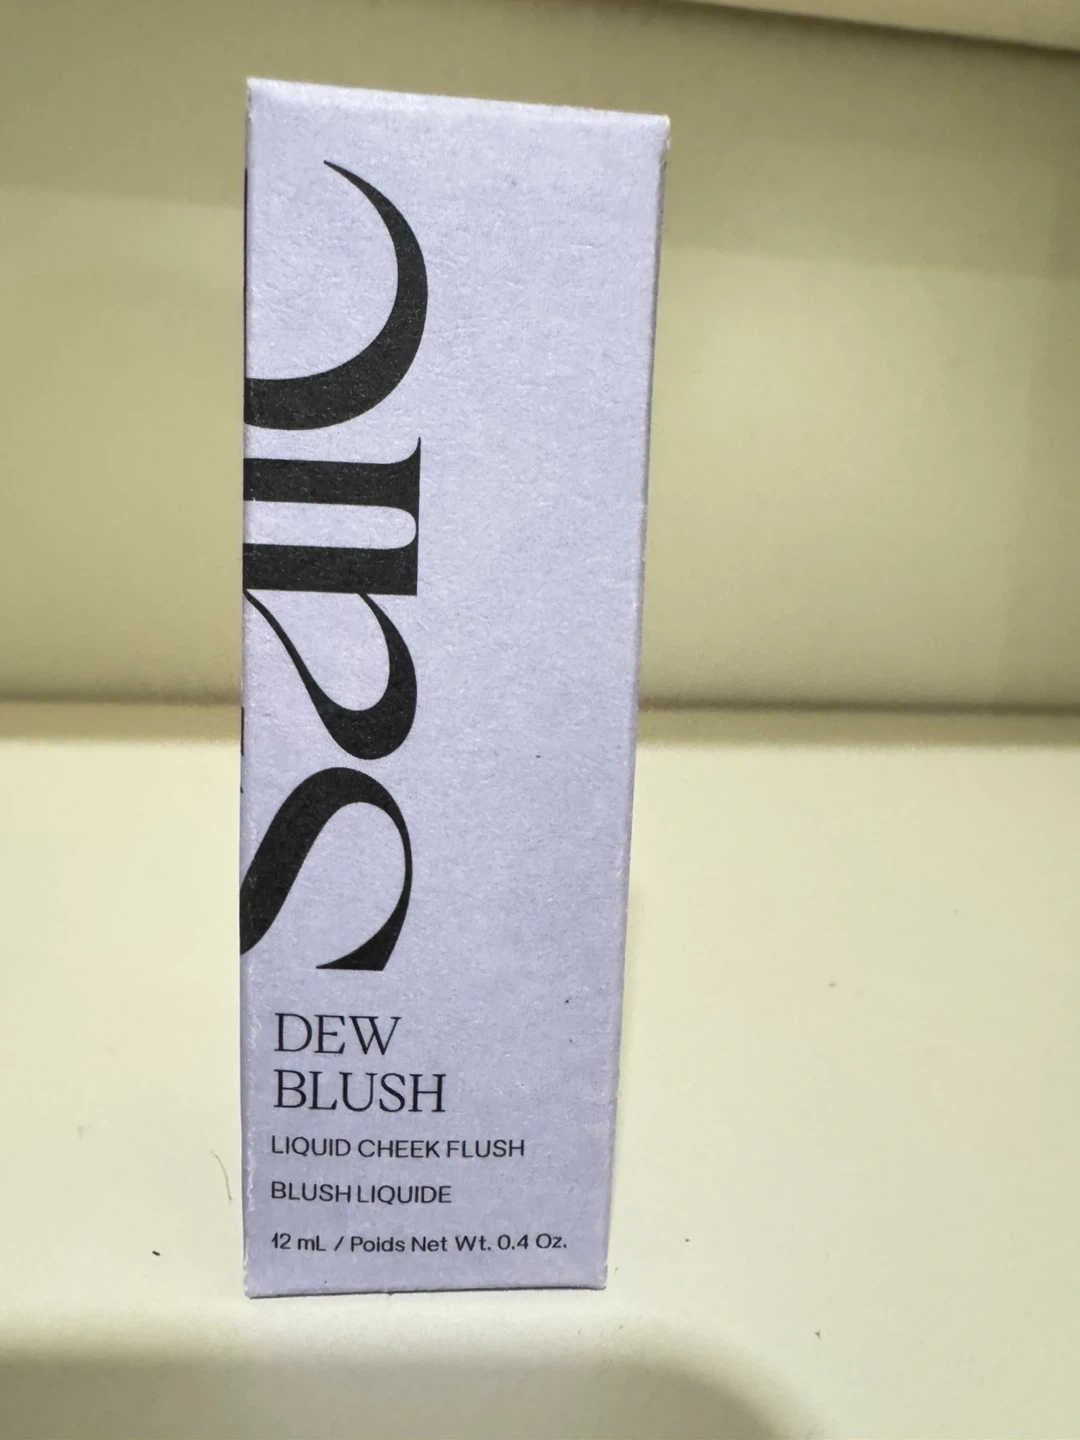 DEW
BLUSH
LIQUID CHEEK FLUSH
BLUSH LIQUIDE
12 mL / Poids Net Wt. 0.4 Oz.